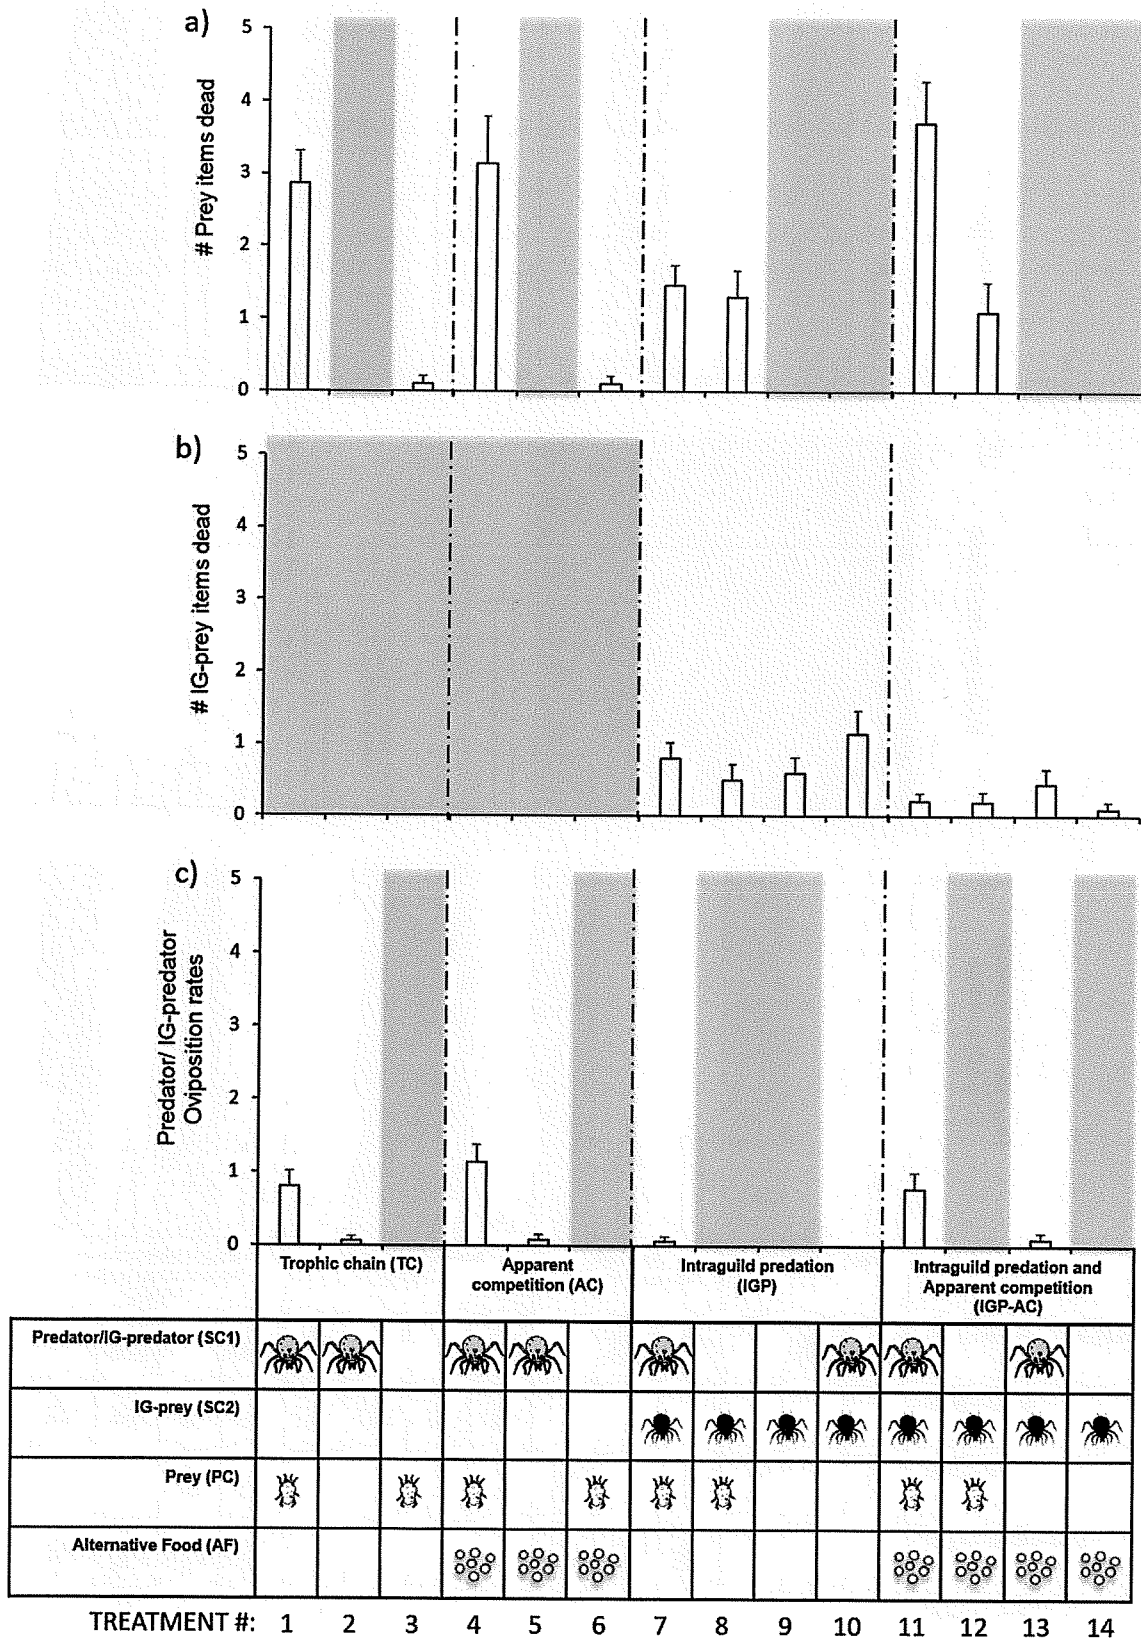 a)
# Prey items dead
5
4
3
2
1
0
b)
# IG-prey items dead
5
4
3
2
1
0
c)
Predator/ IG-predator
Oviposition rates
5
4
3
2
1
0
Trophic chain (TC)
Apparent
competition (AC)
Intraguild predation
(IGP)
Intraguild predation and
Apparent competition
(IGP-AC)
Predator/IG-predator (SC1)
IG-prey (SC2)
Prey (PC)
Alternative Food (AF)
TREATMENT #: 1 2 3 4 5 6 7 8 9 10 11 12 13 14